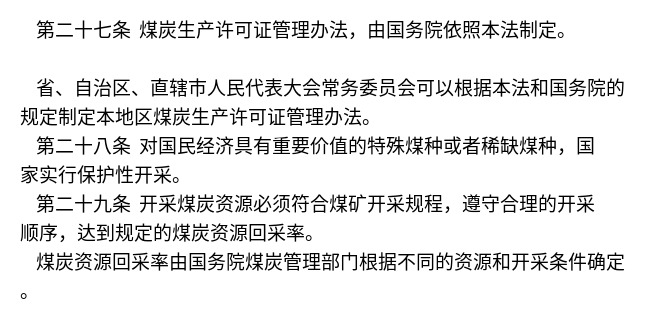 第二十七条 煤炭生产许可证管理办法，由国务院依照本法制定。
省、自治区、直辖市人民代表大会常务委员会可以根据本法和国务院的
规定制定本地区煤炭生产许可证管理办法。
第二十八条 对国民经济具有重要价值的特殊煤种或者稀缺煤种，国
家实行保护性开采。
第二十九条 开采煤炭资源必须符合煤矿开采规程，遵守合理的开采
顺序，达到规定的煤炭资源回采率。
煤炭资源回采率由国务院煤炭管理部门根据不同的资源和开采条件确定
。